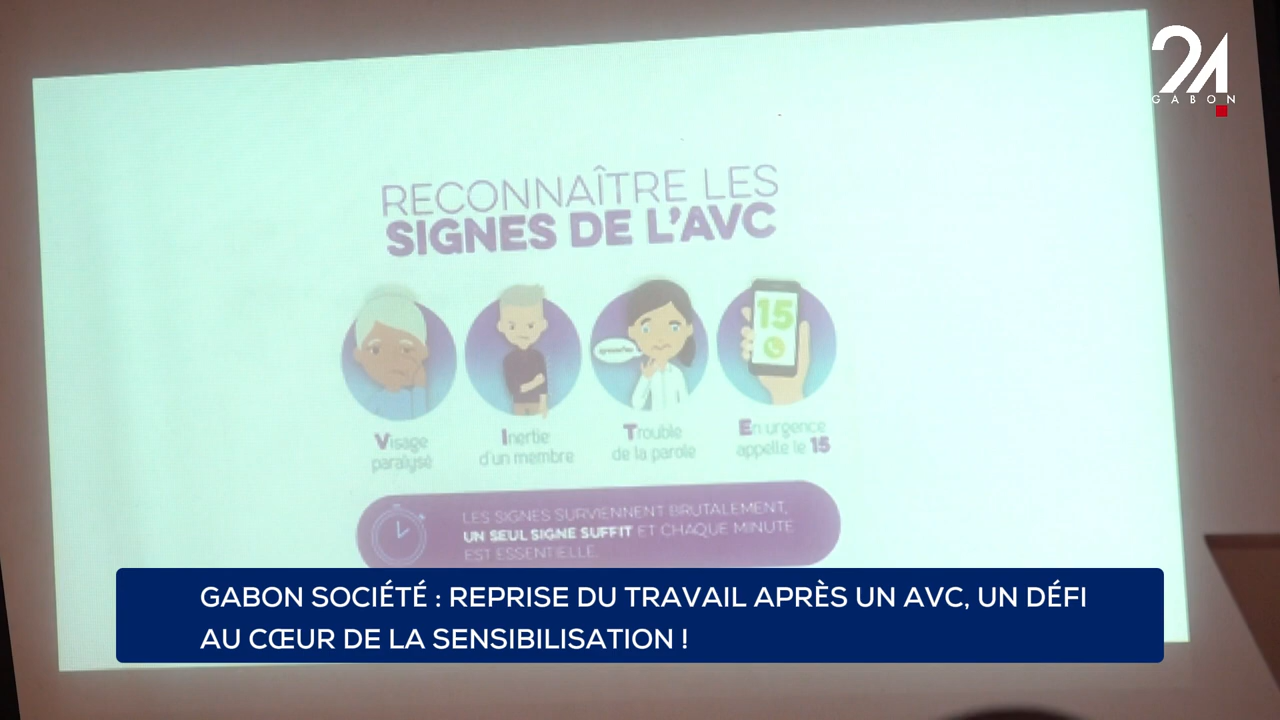 24
GABON
RECONNAÎTRE LES
SIGNES DE L'AVC
15
Visage
paralysé
Inertie
d'un membre
Trouble
de la parole
En urgence
appelle le 15
LES SIGNES SURVIENNENT BRUTALEMENT,
UN SEUL SIGNE SUFFIT ET CHAQUE MINUTE
EST ESSENTIELLE.
GABON SOCIÉTÉ : REPRISE DU TRAVAIL APRÈS UN AVC, UN DÉFI
AU CŒUR DE LA SENSIBILISATION !